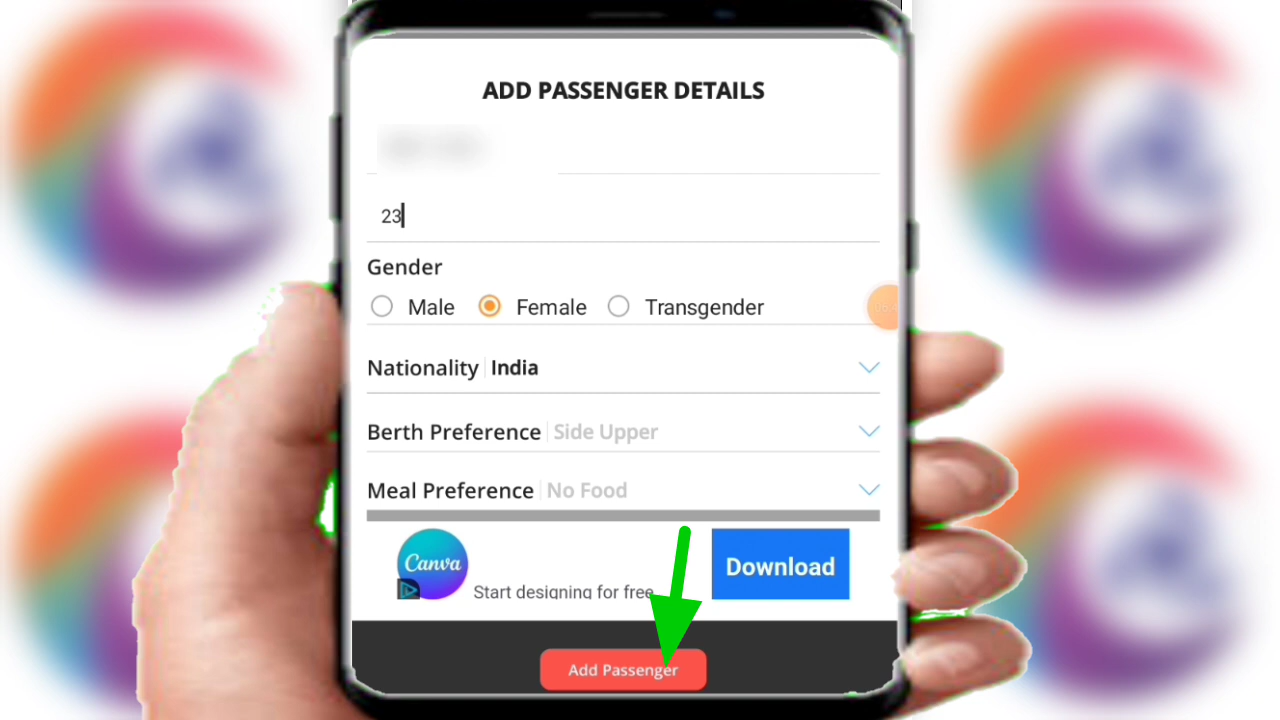 ADD PASSENGER DETAILS
23
Gender
Male Female Transgender
Nationality India
Berth Preference Side Upper
Meal Preference No Food
Canva
Start designing for free
Download
Add Passenger